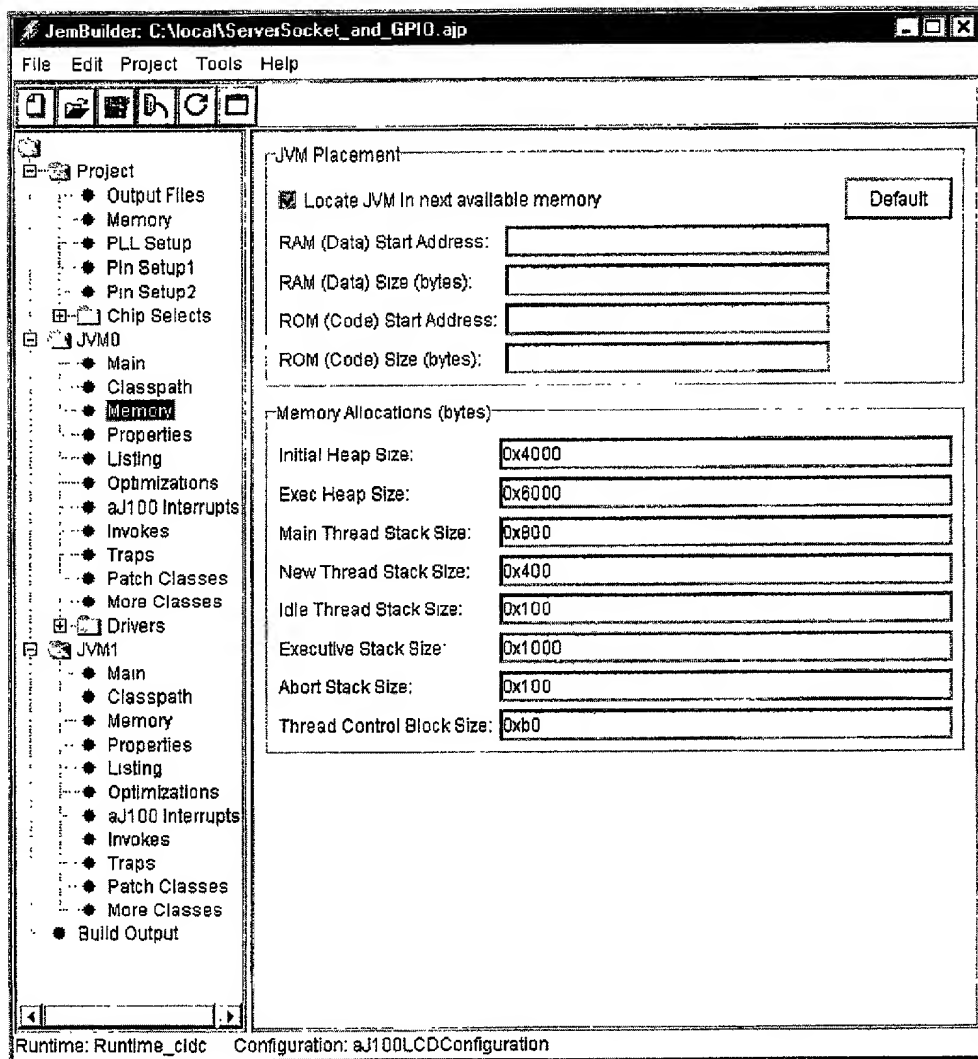 JemBuilder: C:\local\ServerSocket_and_GPIO.ajp
File Edit Project Tools Help
Project
Output Files
Memory
PLL Setup
Pin Setup1
Pin Setup2
Chip Selects
JVM0
Main
Classpath
Memory
Properties
Listing
Optimizations
aJ100 Interrupts
Invokes
Traps
Patch Classes
More Classes
Drivers
JVM1
Main
Classpath
Memory
Properties
Listing
Optimizations
aJ100 Interrupts
Invokes
Traps
Patch Classes
More Classes
Build Output
JVM Placement
Locate JVM in next available memory
Default
RAM (Data) Start Address:
RAM (Data) Size (bytes):
ROM (Code) Start Address:
ROM (Code) Size (bytes):
Memory Allocations (bytes)
Initial Heap Size: 0x4000
Exec Heap Size: 0x6000
Main Thread Stack Size: 0x800
New Thread Stack Size: 0x400
Idle Thread Stack Size: 0x100
Executive Stack Size: 0x1000
Abort Stack Size: 0x100
Thread Control Block Size: 0xb0
Runtime: Runtime_cldc Configuration: aJ100LCDConfiguration